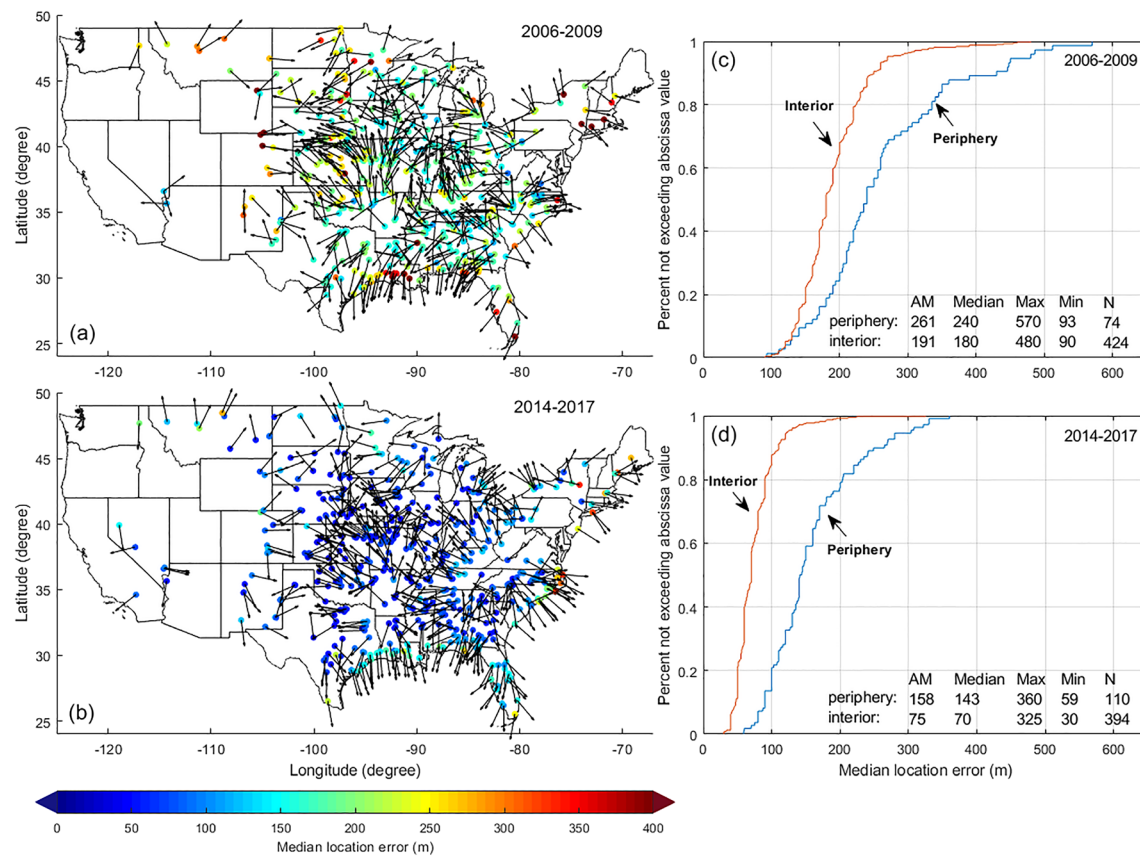 50
45
40
35
30
25
Latitude (degree)
2006-2009
(a)
-120 -110 -100 -90 -80 -70
50
45
40
35
30
25
Latitude (degree)
2014-2017
(b)
-120 -110 -100 -90 -80 -70
Longitude (degree)
0 50 100 150 200 250 300 350 400
Median location error (m)
1
0.8
0.6
0.4
0.2
0
Percent not exceeding abscissa value
(c)
2006-2009
Interior
Periphery
AM Median Max Min N
periphery: 261 240 570 93 74
interior: 191 180 480 90 424
100 200 300 400 500 600
1
0.8
0.6
0.4
0.2
0
Percent not exceeding abscissa value
(d)
2014-2017
Interior
Periphery
AM Median Max Min N
periphery: 158 143 360 59 110
interior: 75 70 325 30 394
0 100 200 300 400 500 600
Median location error (m)